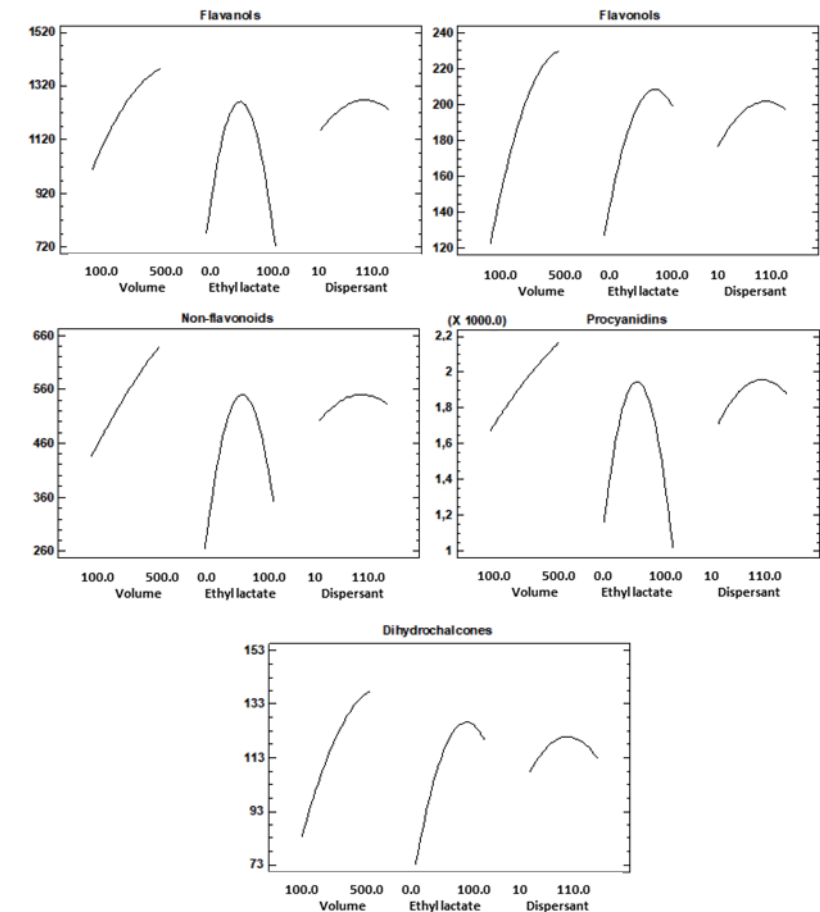 Flavanols
1520
1320
1120
920
720
100.0 500.0 0.0 100.0 10 110.0
Volume Ethyl lactate Dispersant
Flavonols
240
220
200
180
160
140
120
100.0 500.0 0.0 100.0 10 110.0
Volume Ethyl lactate Dispersant
Non-flavonoids
660
560
460
360
260
100.0 500.0 0.0 100.0 10 110.0
Volume Ethyl lactate Dispersant
(X 1000.0) Procyanidins
2,2
2
1,8
1,6
1,4
1,2
1
100.0 500.0 0.0 100.0 10 110.0
Volume Ethyl lactate Dispersant
Dihydrochalcones
153
133
113
93
73
100.0 500.0 0.0 100.0 10 110.0
Volume Ethyl lactate Dispersant